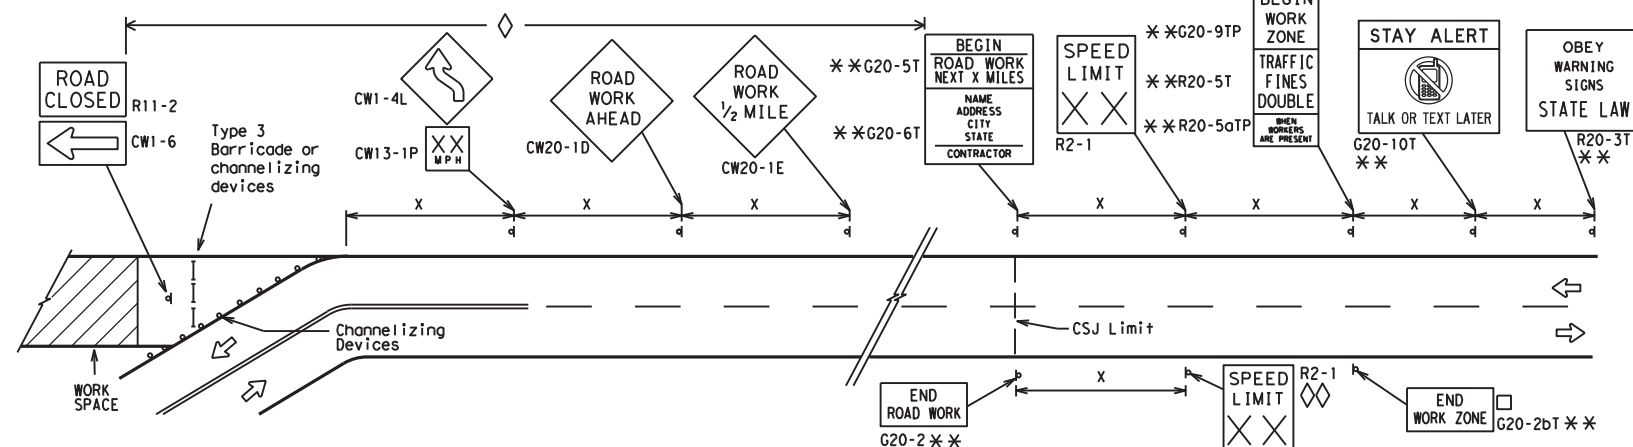 ROAD
CLOSED
R11-2
CW1-6
Type 3
Barricade or
channelizing
devices
CW1-4L
XX
MPH
CW13-1P
ROAD
WORK
AHEAD
CW20-1D
ROAD
WORK
1/2 MILE
CW20-1E
**G20-5T
**G20-6T
BEGIN
ROAD WORK
NEXT X MILES
NAME
ADDRESS
CITY
STATE
CONTRACTOR
SPEED
LIMIT
XX
R2-1
**G20-9TP
**R20-5T
**R20-5aTP
BEGIN
WORK
ZONE
TRAFFIC
FINES
DOUBLE
WHEN
WORKERS
ARE PRESENT
STAY ALERT
TALK OR TEXT LATER
G20-10T
**
OBEY
WARNING
SIGNS
STATE LAW
R20-3T
**
X
X
X
X
X
X
X
Channelizing
Devices
CSJ Limit
WORK
SPACE
END
ROAD WORK
G20-2 **
X
SPEED
LIMIT
XX
R2-1
END
WORK ZONE
G20-2bT **